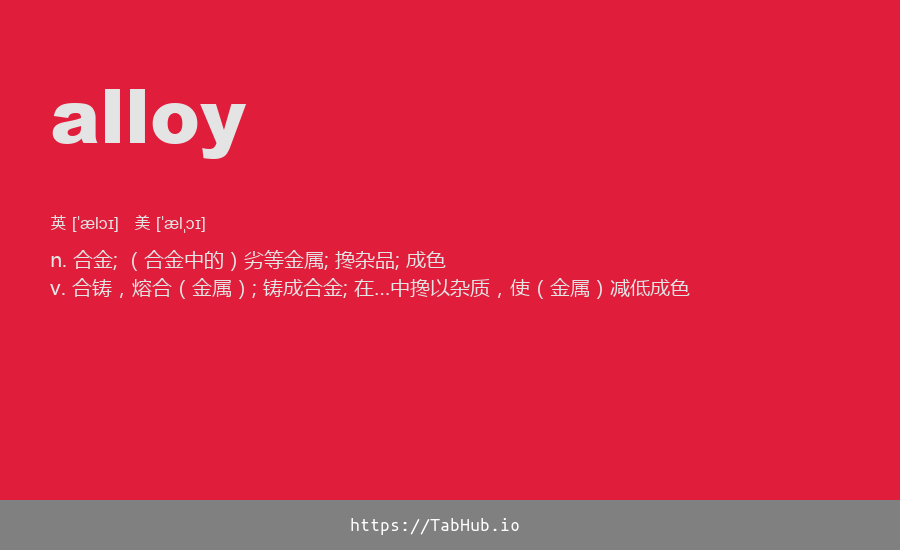 alloy
英 [ˈælɔɪ] 美 [ˈælˌɔɪ]
n. 合金; （合金中的）劣等金属; 搀杂品; 成色
v. 合铸，熔合（金属）; 铸成合金; 在...中搀以杂质，使（金属）减低成色
https://TabHub.io